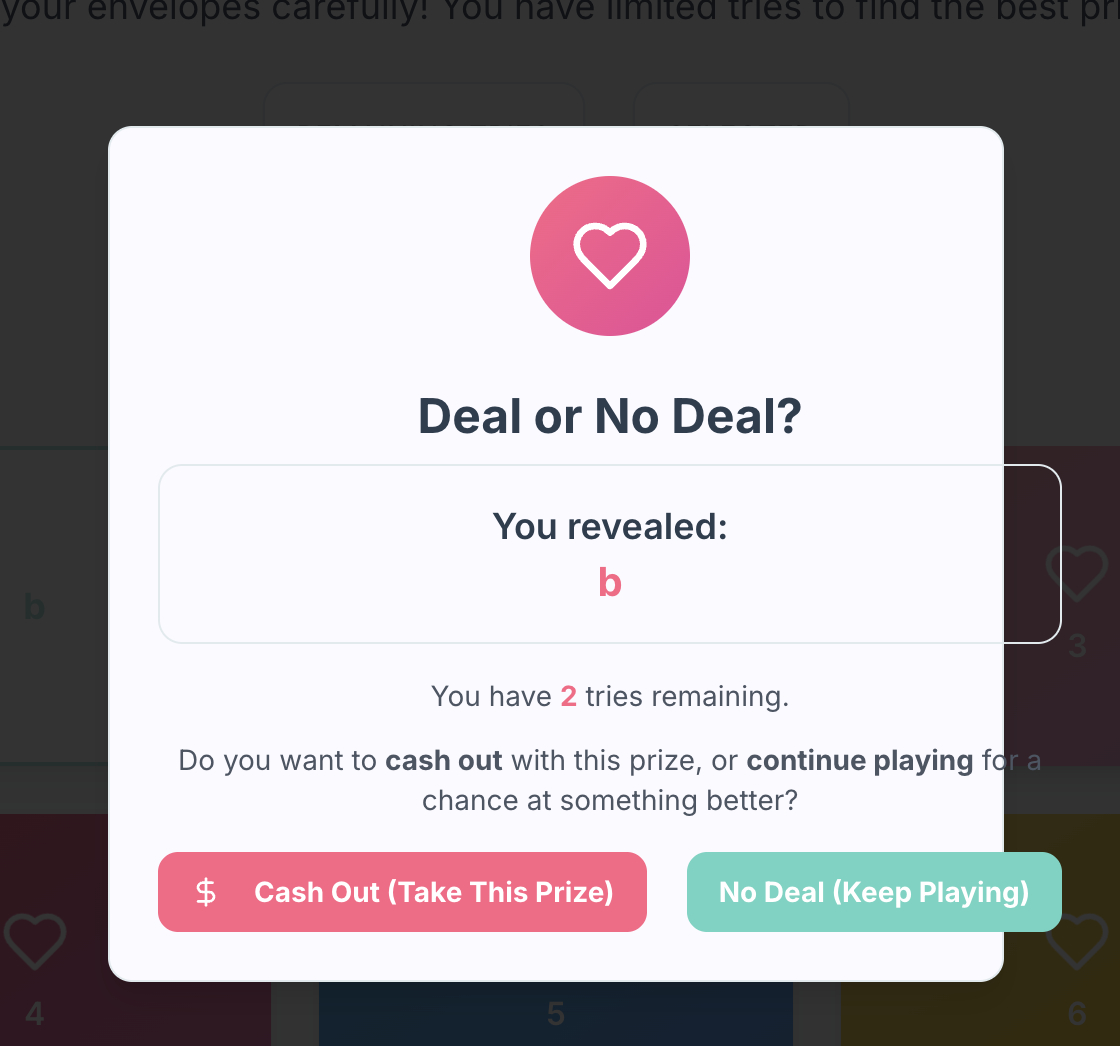 your envelopes carefully! You have limited tries to find the best
Deal or No Deal?
You revealed:
b
b
3
You have 2 tries remaining.
Do you want to cash out with this prize, or continue playing for a
chance at something better?
$ Cash Out (Take This Prize)
No Deal (Keep Playing)
4
5
6